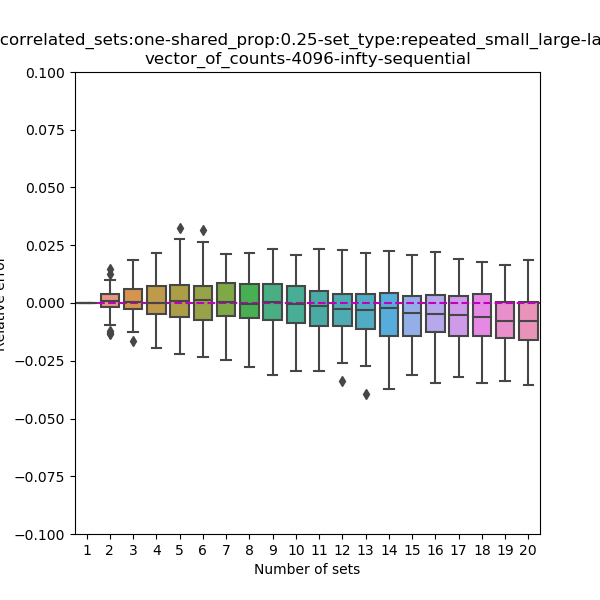 correlated_sets:one-shared_prop:0.25-set_type:repeated_small_large-la
vector_of_counts-4096-infty-sequential
0.100
0.075
0.050
0.025
0.000
−0.025
−0.050
−0.075
−0.100
Relative error
1 2 3 4 5 6 7 8 9 10 11 12 13 14 15 16 17 18 19 20
Number of sets